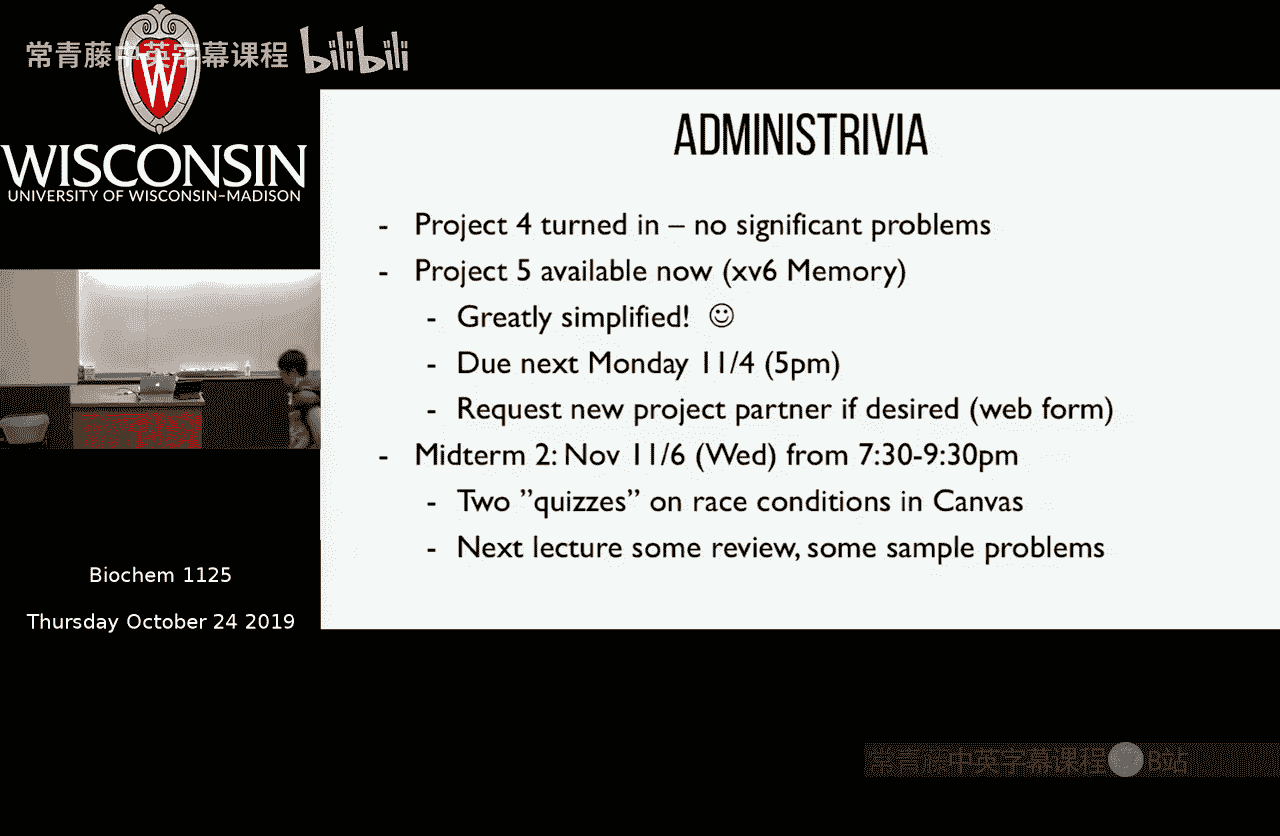 常青藤中英字幕课程 bilibili
W
WISCONSIN
UNIVERSITY OF WISCONSIN-MADISON
ADMINISTRIVIA
- Project 4 turned in – no significant problems
- Project 5 available now (xv6 Memory)
- Greatly simplified! ☺
- Due next Monday 11/4 (5pm)
- Request new project partner if desired (web form)
- Midterm 2: Nov 11/6 (Wed) from 7:30-9:30pm
- Two ”quizzes” on race conditions in Canvas
- Next lecture some review, some sample problems
Biochem 1125
Thursday October 24 2019
常青藤中英字幕课程 B站